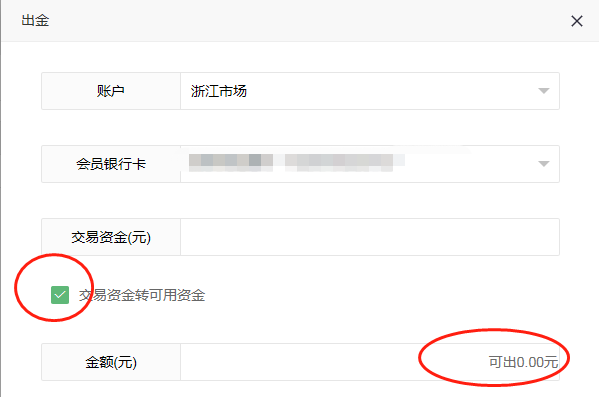 出金
账户 浙江市场
会员银行卡
交易资金(元)
交易资金转可用资金
金额(元) 可出0.00元